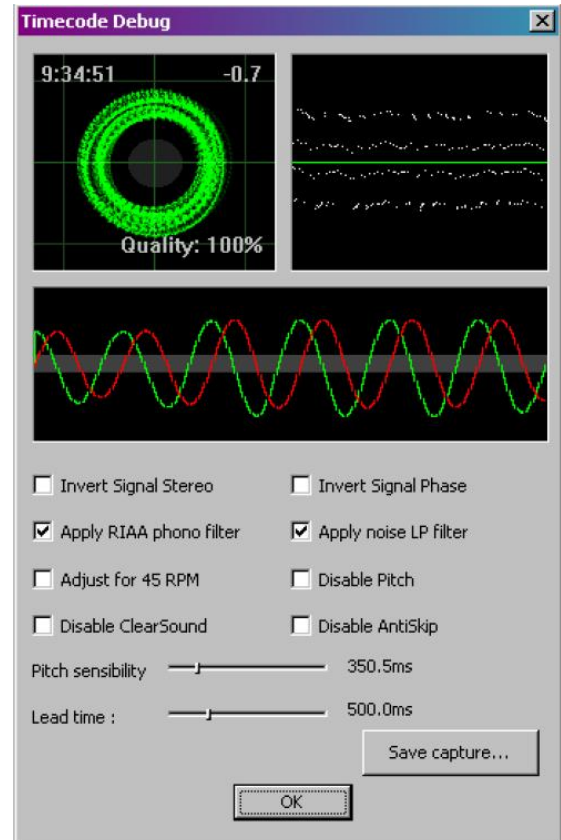 Timecode Debug
9:34:51 -0.7
Quality: 100%
Invert Signal Stereo Invert Signal Phase
Apply RIAA phono filter Apply noise LP filter
Adjust for 45 RPM Disable Pitch
Disable ClearSound Disable AntiSkip
Pitch sensibility 350.5ms
Lead time : 500.0ms
Save capture...
OK